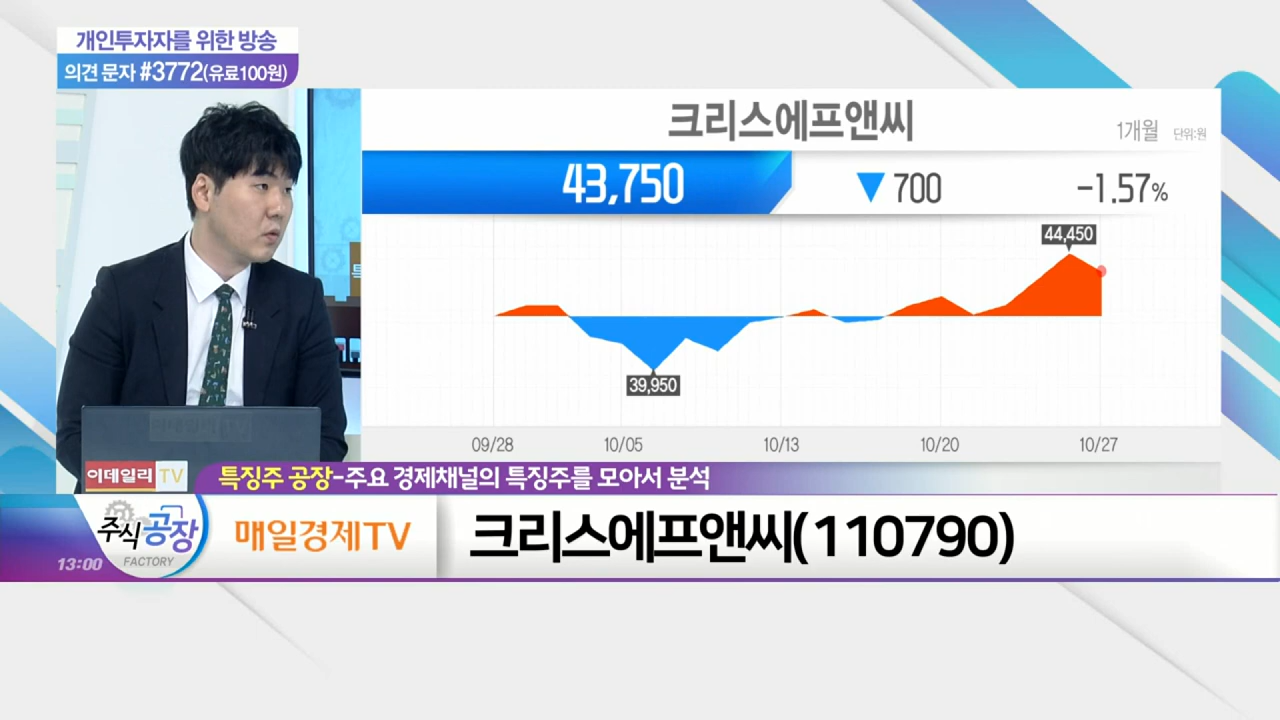 개인투자자를 위한 방송
의견 문자 #3772(유료100원)
크리스에프앤씨
1개월 단위:원
43,750 ▼ 700 -1.57%
44,450
39,950
09/28 10/05 10/13 10/20 10/27
이데일리 TV
특징주 공장-주요 경제채널의 특징주를 모아서 분석
주식공장
FACTORY
13:00
매일경제TV
크리스에프앤씨(110790)